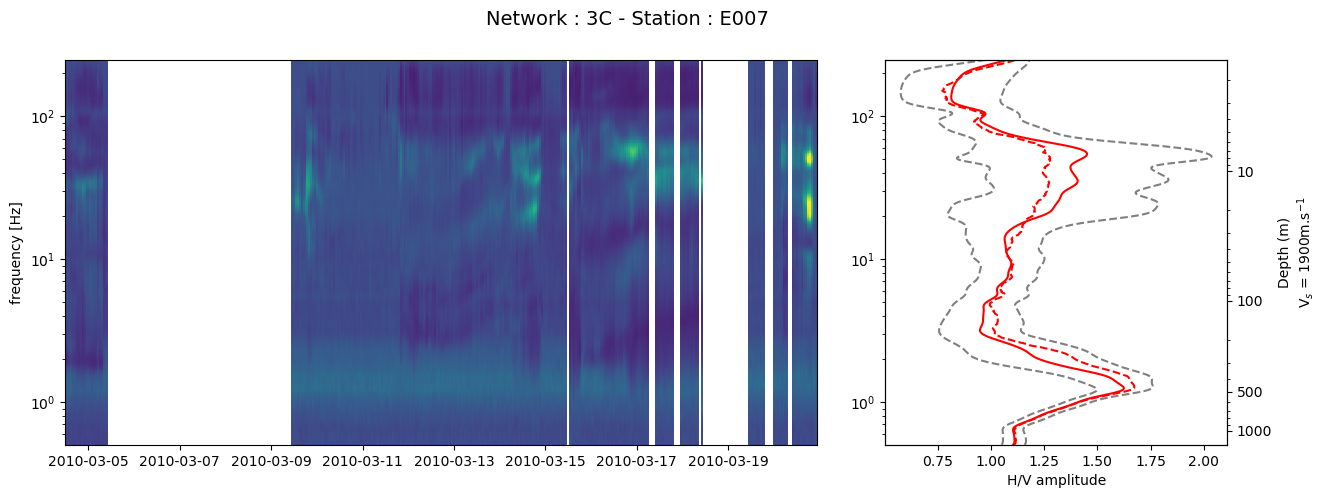 Network : 3C - Station : E007
frequency [Hz]
10²
10¹
10⁰
2010-03-05 2010-03-07 2010-03-09 2010-03-11 2010-03-13 2010-03-15 2010-03-17 2010-03-19
10²
10¹
10⁰
0.75 1.00 1.25 1.50 1.75 2.00
H/V amplitude
10
100
500
1000
Depth (m)
Vₛ = 1900m.s⁻¹